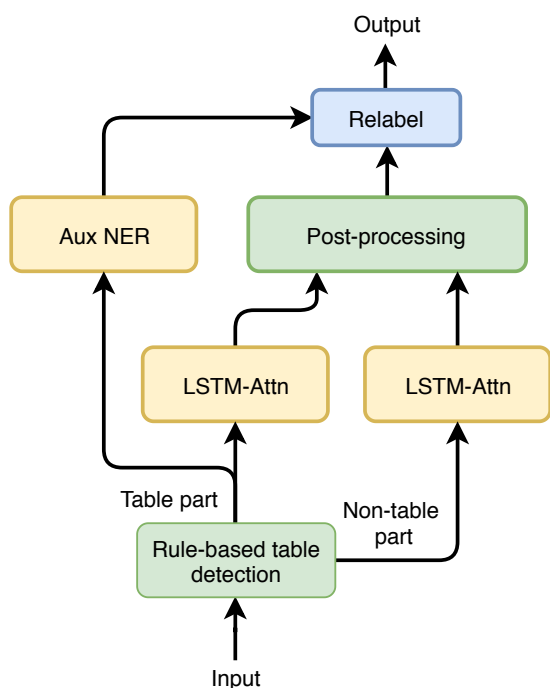 Output
Relabel
Aux NER
Post-processing
LSTM-Attn
LSTM-Attn
Table part
Non-table
part
Rule-based table
detection
Input